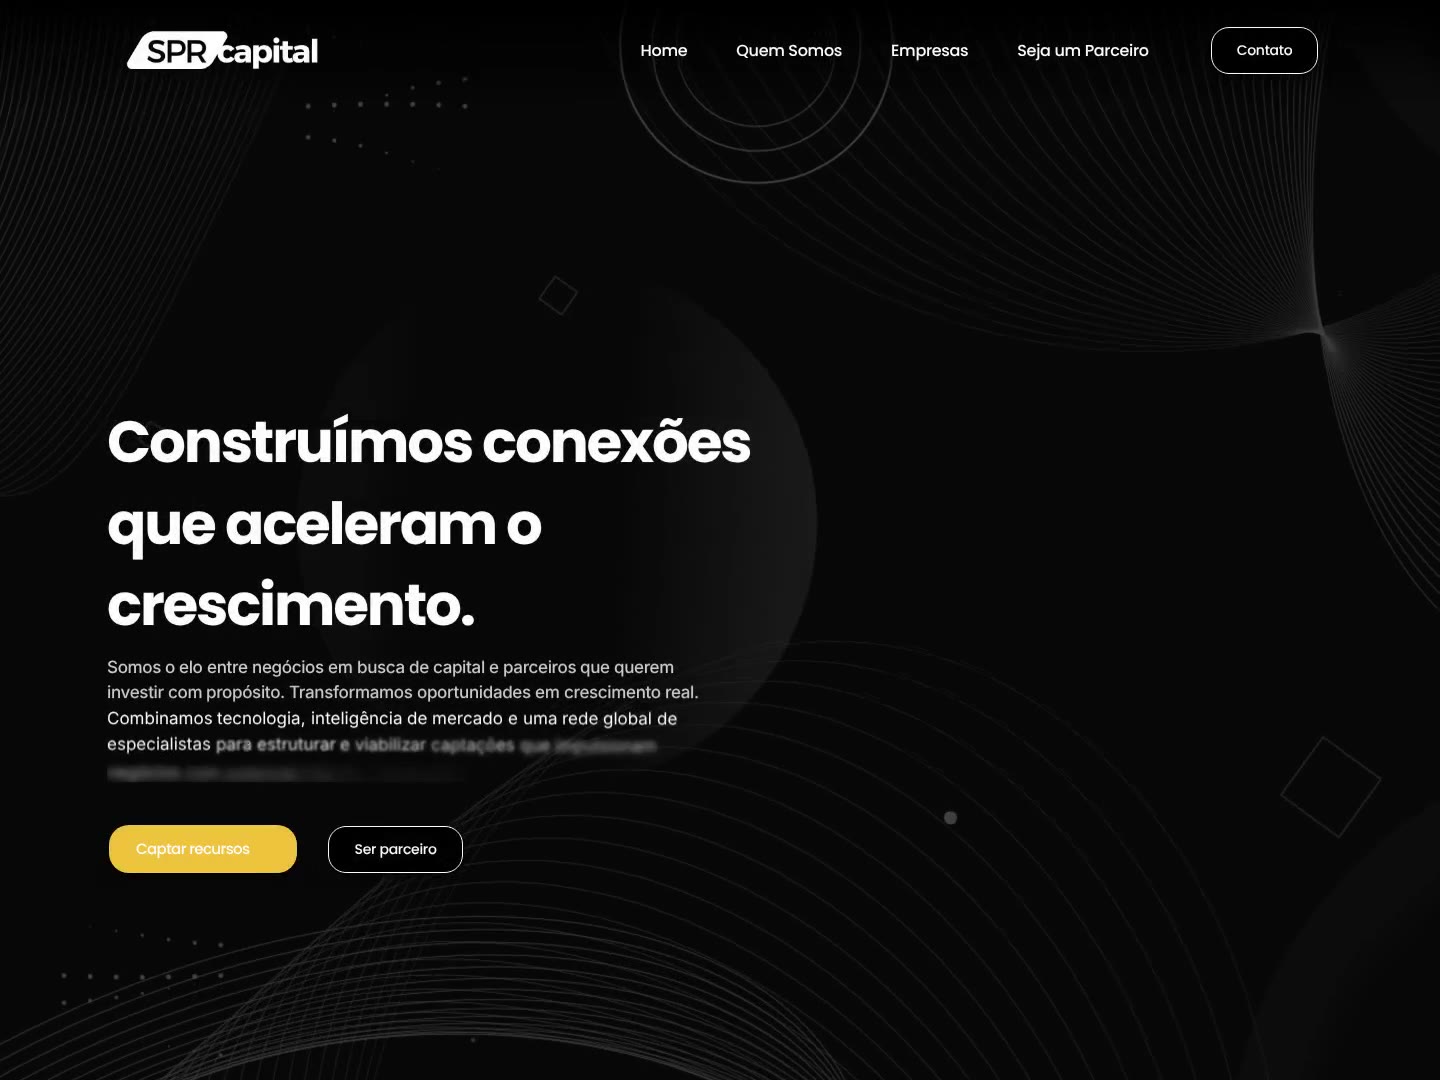 SPR capital
Home
Quem Somos
Empresas
Seja um Parceiro
Contato
Construímos conexões
que aceleram o
crescimento.
Somos o elo entre negócios em busca de capital e parceiros que querem
investir com propósito. Transformamos oportunidades em crescimento real.
Combinamos tecnologia, inteligência de mercado e uma rede global de
especialistas para estruturar e viabilizar captações que impulsionam
Captar recursos
Ser parceiro